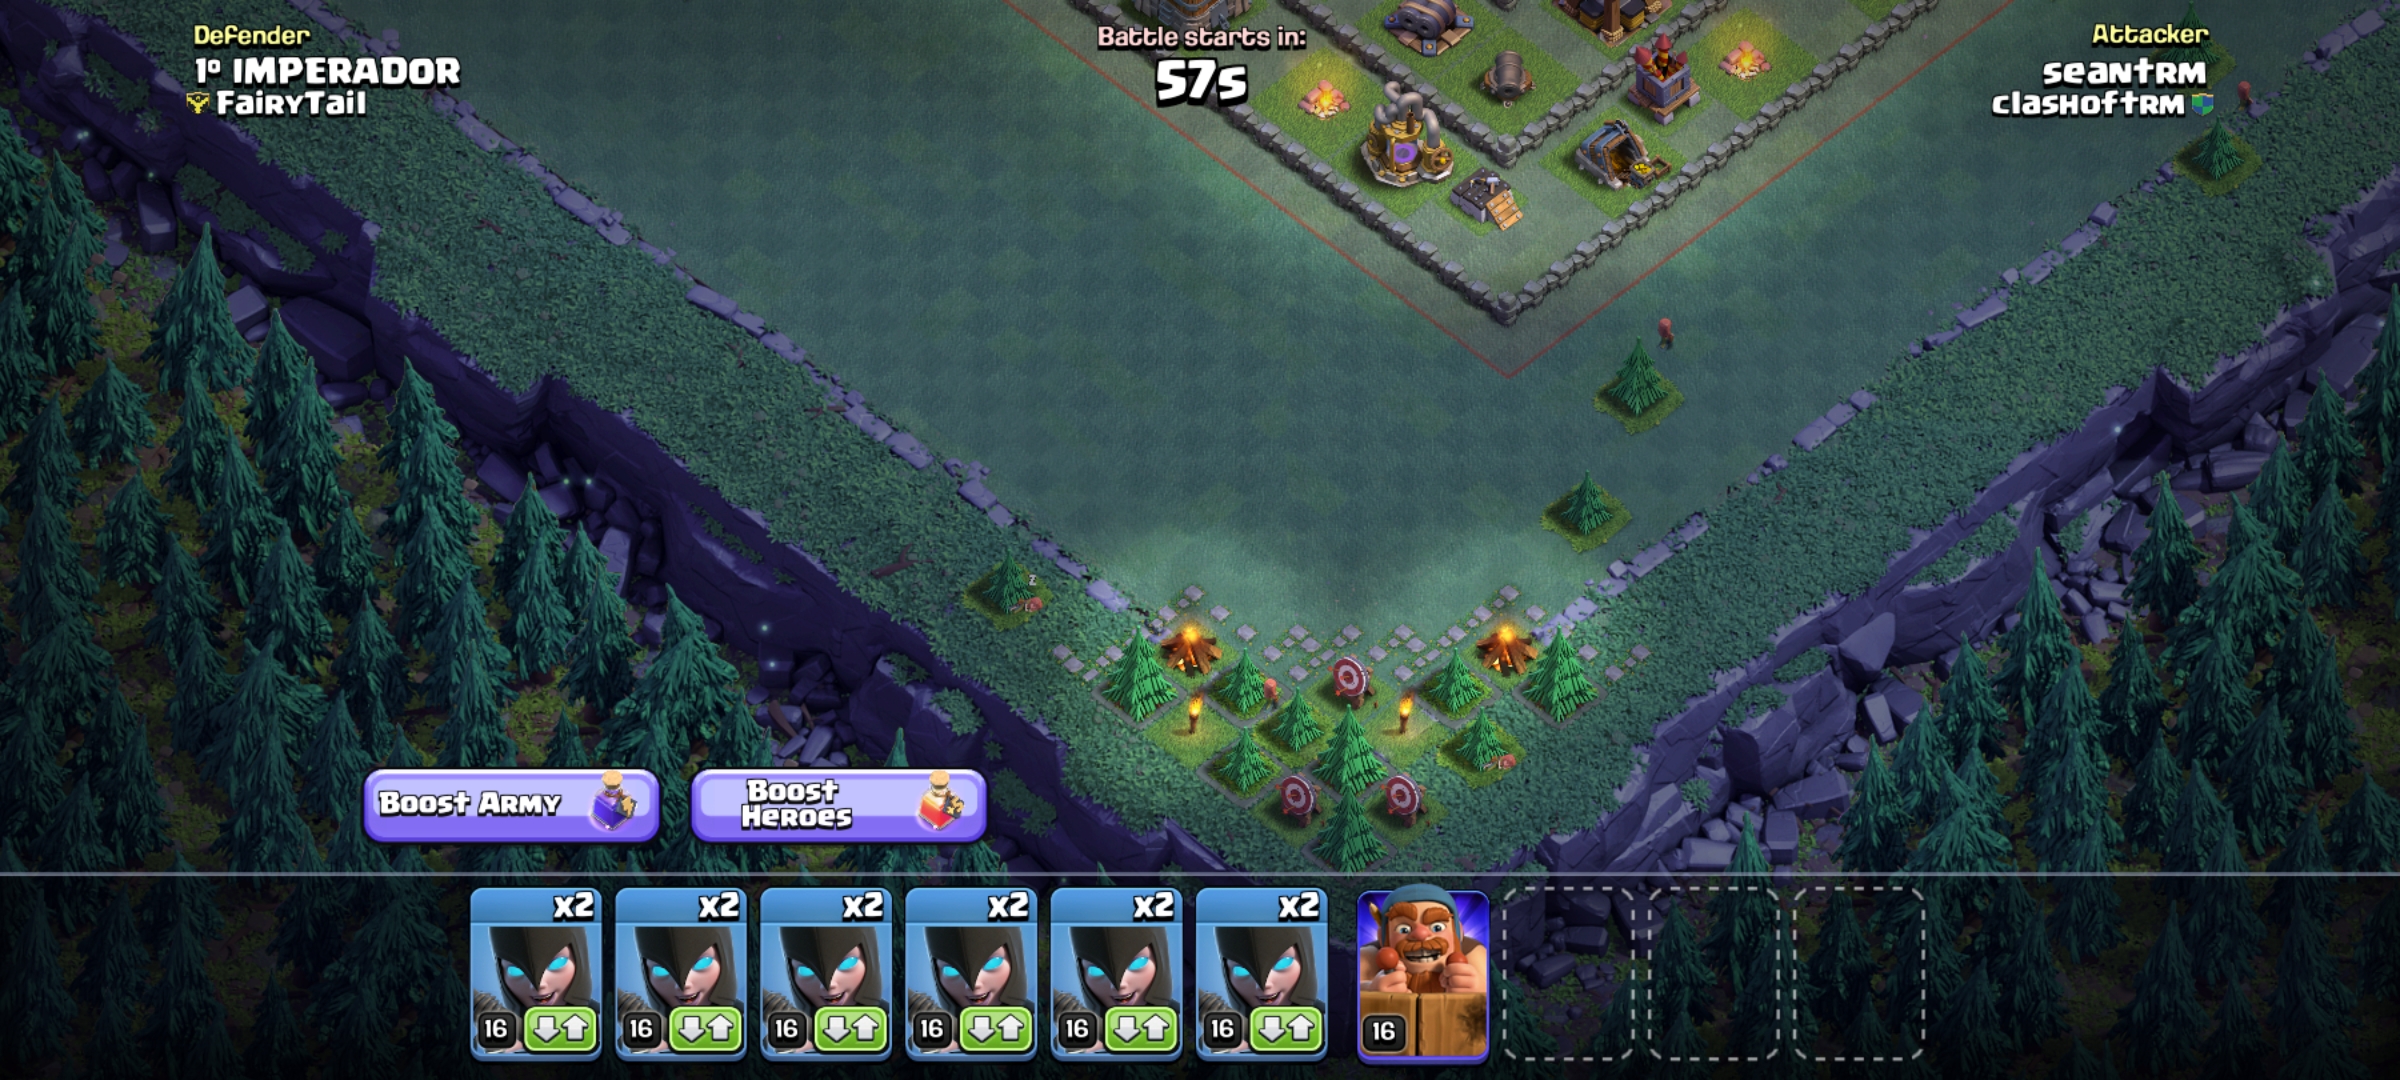 Defender
1º IMPERADOR
FairyTail
Battle starts in:
57s
Attacker
seantrm
clashoftrm
z
Boost Army
Boost
Heroes
x2
x2
x2
x2
x2
x2
16
16
16
16
16
16
16